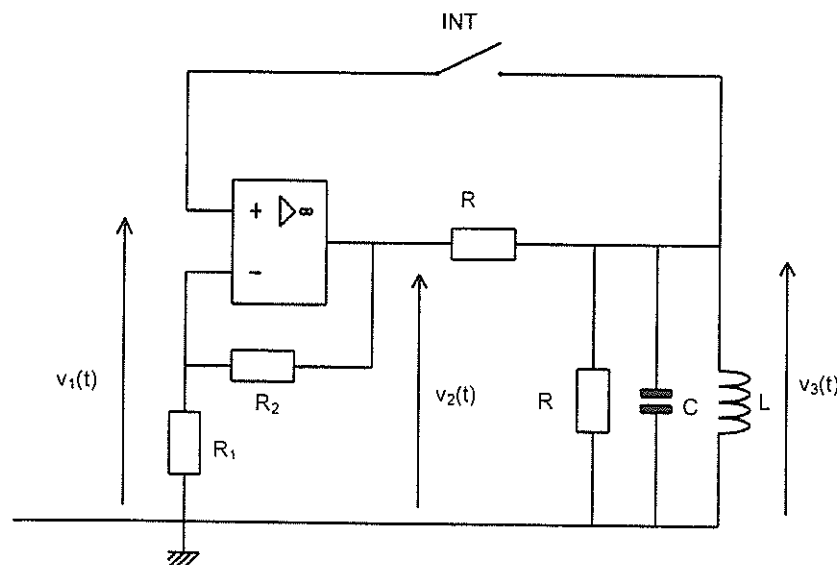 INT
+ ▷ ∞
R
-
v₁(t)
R₂
v₂(t)
R
C
L
v₃(t)
R₁